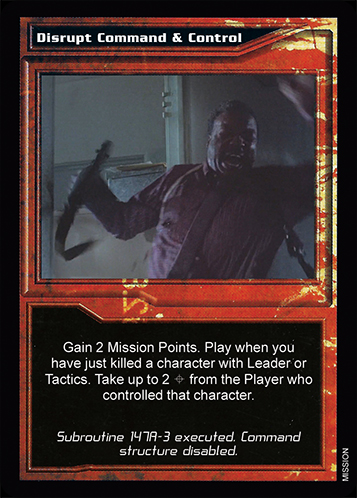 Disrupt Command & Control
Gain 2 Mission Points. Play when you
have just killed a character with Leader or
Tactics. Take up to 2 ⌖ from the Player who
controlled that character.
Subroutine 147A-3 executed. Command
structure disabled.
MISSION